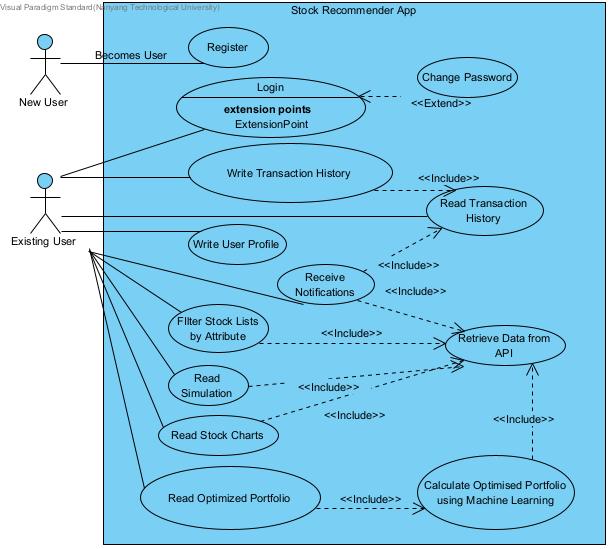 Visual Paradigm Standard(Nanyang Technological University)
Stock Recommender App
Register
Becomes User
New User
Login
extension points
ExtensionPoint
Change Password
<<Extend>>
Write Transaction History
<<Include>>
Read Transaction
History
Existing User
Write User Profile
<<Include>>
Receive
Notifications
<<Include>>
FIlter Stock Lists
by Attribute
<<Include>>
Retrieve Data from
API
Read
Simulation
<<Include>>
<<Include>>
Read Stock Charts
<<Include>>
Read Optimized Portfolio
<<Include>>
Calculate Optimised Portfolio
using Machine Learning